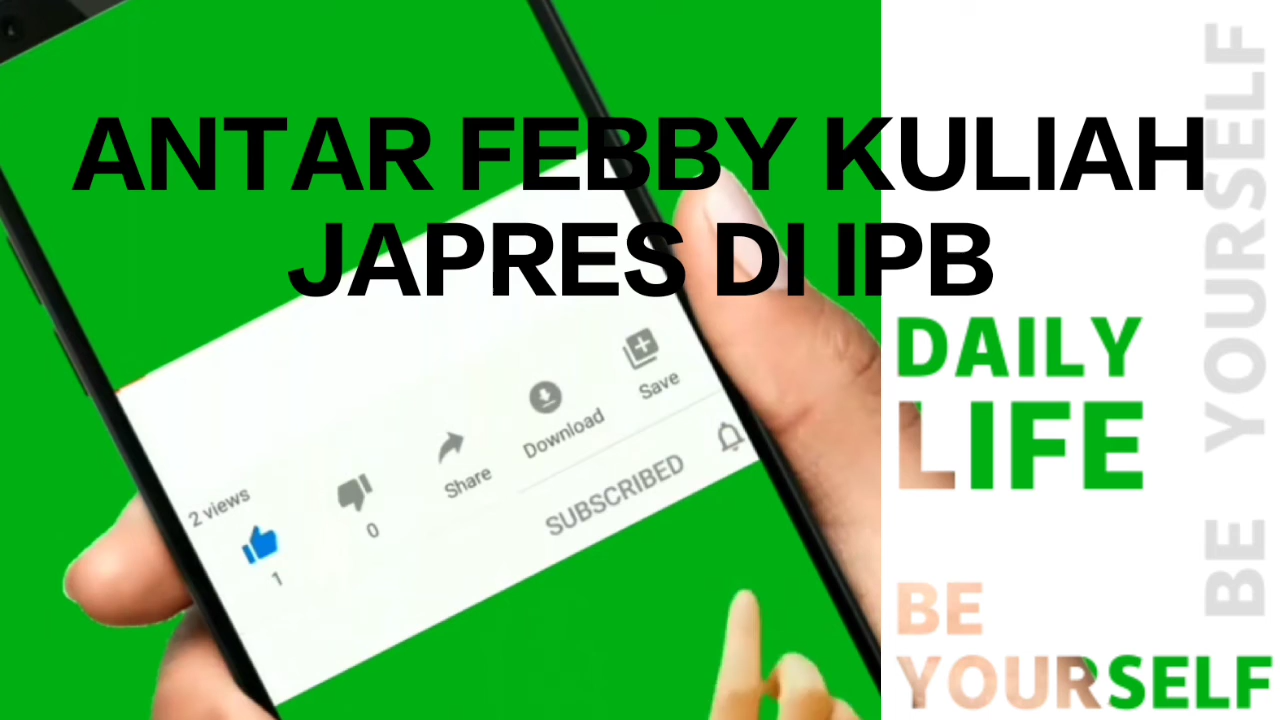 ANTAR FEBBY KULIAH
JAPRES DI IPB
2 views
1
0
Share
Download
Save
SUBSCRIBED
DAILY
LIFE
BE
YOURSELF
BE YOURSELF